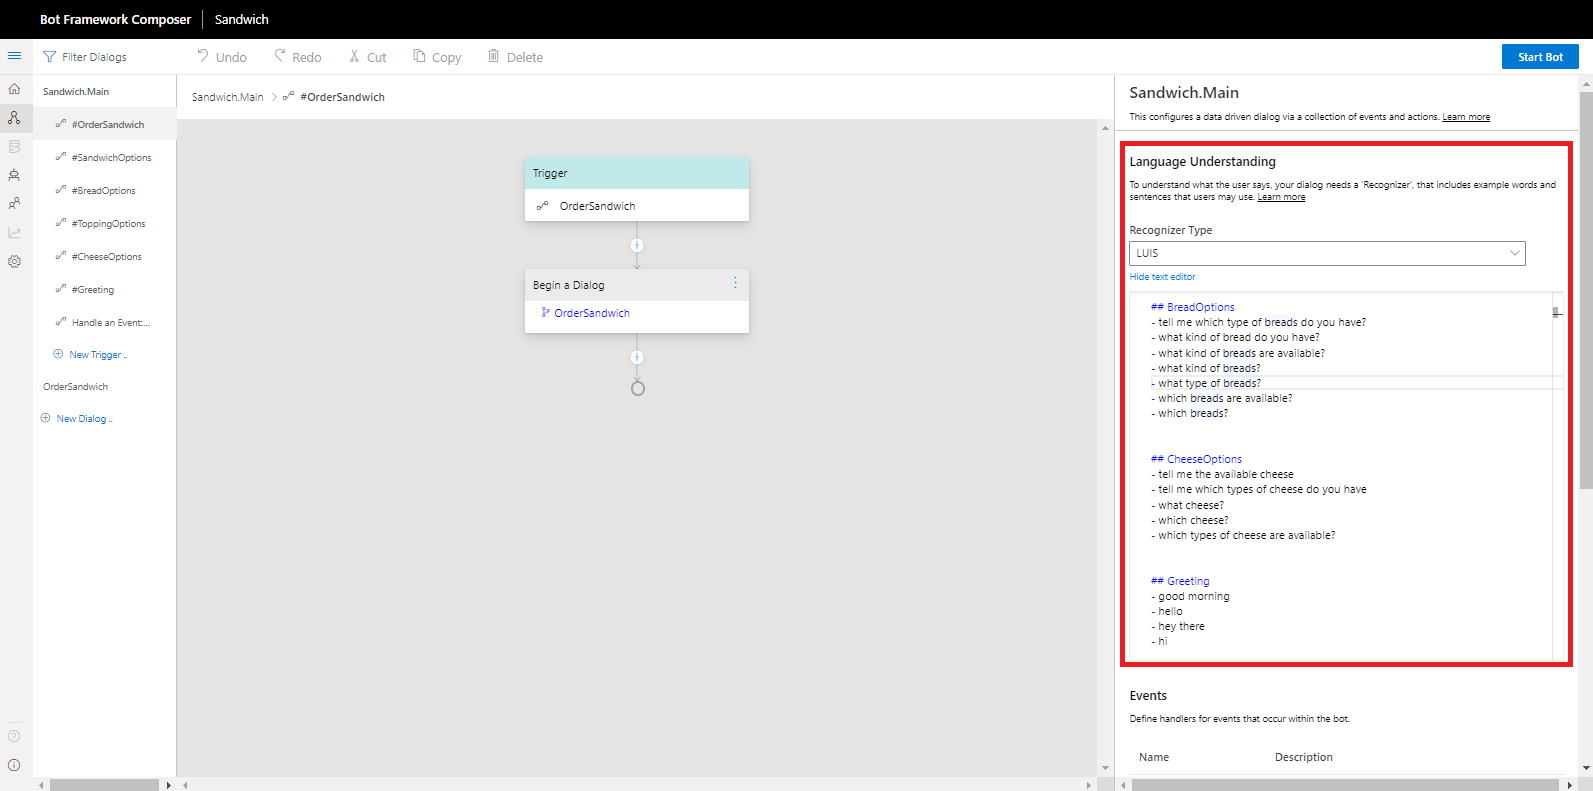 Bot Framework Composer
Sandwich
Filter Dialogs
Undo
Redo
Cut
Copy
Delete
Start Bot
Sandwich.Main
#OrderSandwich
#SandwichOptions
#BreadOptions
#ToppingOptions
#CheeseOptions
#Greeting
Handle an Event:...
New Trigger ..
OrderSandwich
New Dialog ..
Sandwich.Main
#OrderSandwich
Trigger
OrderSandwich
Begin a Dialog
OrderSandwich
Sandwich.Main
This configures a data driven dialog via a collection of events and actions. Learn more
Language Understanding
To understand what the user says, your dialog needs a 'Recognizer', that includes example words and
sentences that users may use. Learn more
Recognizer Type
LUIS
Hide text editor
## BreadOptions
- tell me which type of breads do you have?
- what kind of bread do you have?
- what kind of breads are available?
- what kind of breads?
- what type of breads?
- which breads are available?
- which breads?
## CheeseOptions
- tell me the available cheese
- tell me which types of cheese do you have
- what cheese?
- which cheese?
- which types of cheese are available?
## Greeting
- good morning
- hello
- hey there
- hi
Events
Define handlers for events that occur within the bot.
Name
Description